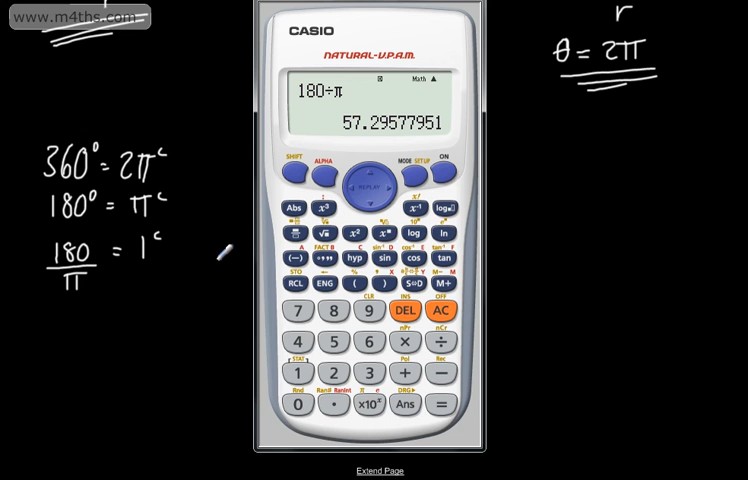 www.m4ths.com
r
θ = 2π
360° = 2πᶜ
180° = πᶜ
180/π = 1ᶜ
CASIO
NATURAL-V.P.A.M.
D Math ▲
180÷π
57.29577951
SHIFT ALPHA REPLAY MODE SETUP ON
: x!
Abs x³ x⁻¹ log
10ˣ eˣ
x² log ln
A FACT B C sin⁻¹ D cos⁻¹ E tan⁻¹ F
(−) °,,, hyp sin cos tan
STO ← % , X Y M− M
RCL ENG ( ) S⇔D M+
CLR INS OFF
7 8 9 DEL AC
nPr nCr
4 5 6 × ÷
STAT Pol Rec
1 2 3 + −
Rnd Ran# RanInt π e DRG▶
0 . ×10ˣ Ans =
Extend Page